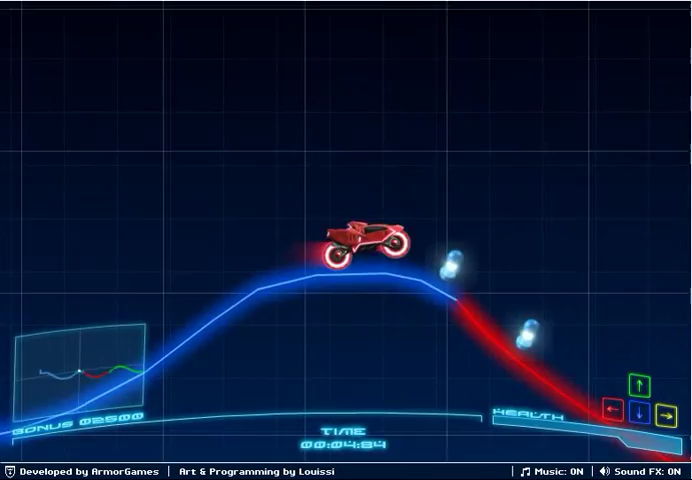 BONUS 02500
HEALTH
TIME
00:04:84
Developed by ArmorGames | Art & Programming by Louissi | Music: ON | Sound FX: ON